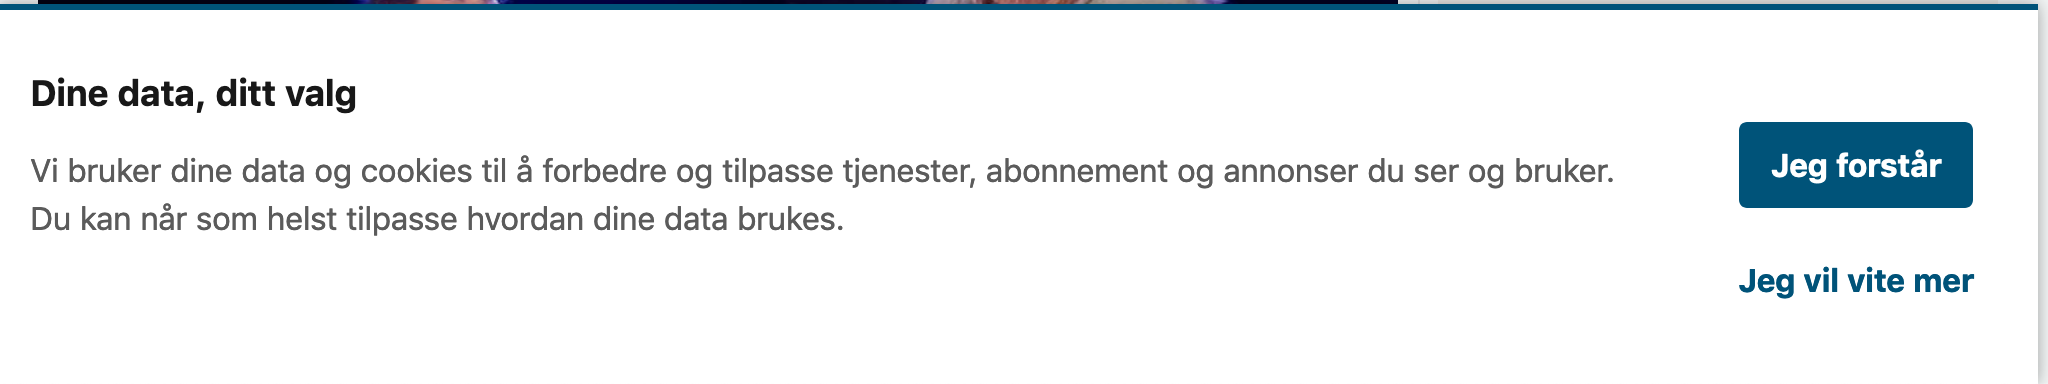 Dine data, ditt valg
Vi bruker dine data og cookies til å forbedre og tilpasse tjenester, abonnement og annonser du ser og bruker.
Du kan når som helst tilpasse hvordan dine data brukes.
Jeg forstår
Jeg vil vite mer